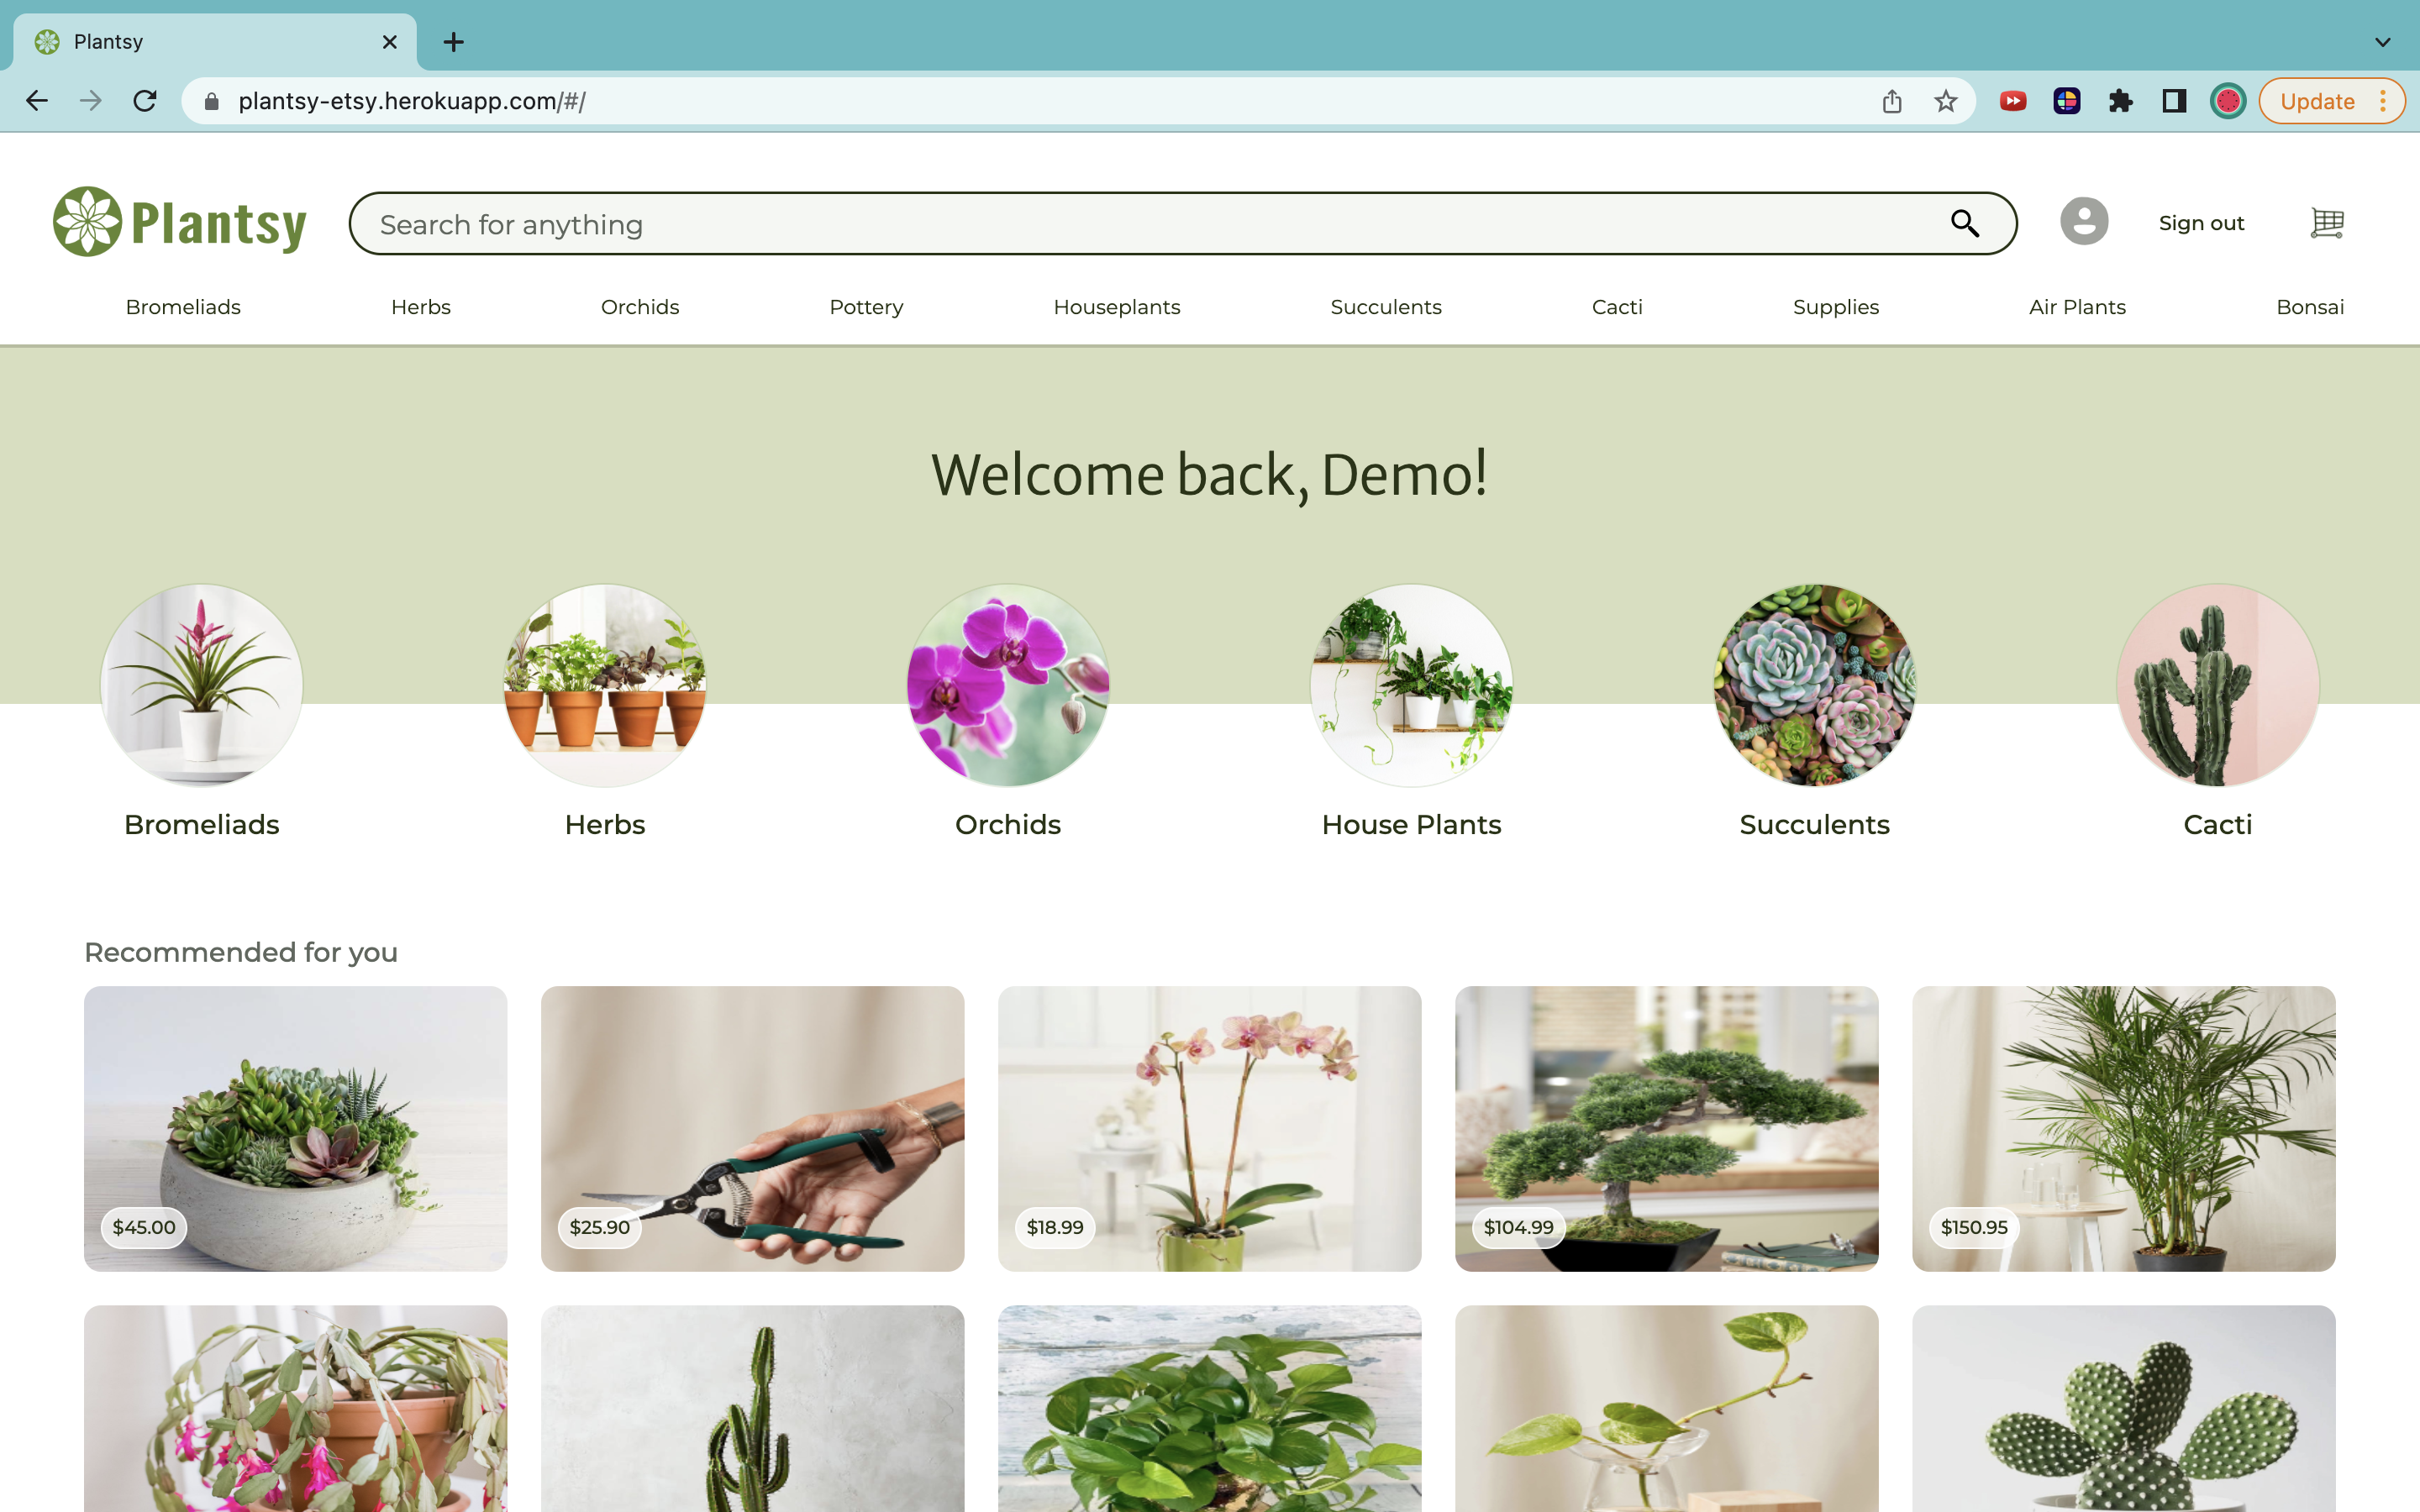 Plantsy
plantsy-etsy.herokuapp.com/#/
Update
Plantsy
Search for anything
Sign out
Bromeliads
Herbs
Orchids
Pottery
Houseplants
Succulents
Cacti
Supplies
Air Plants
Bonsai
Welcome back, Demo!
Bromeliads
Herbs
Orchids
House Plants
Succulents
Cacti
Recommended for you
$45.00
$25.90
$18.99
$104.99
$150.95